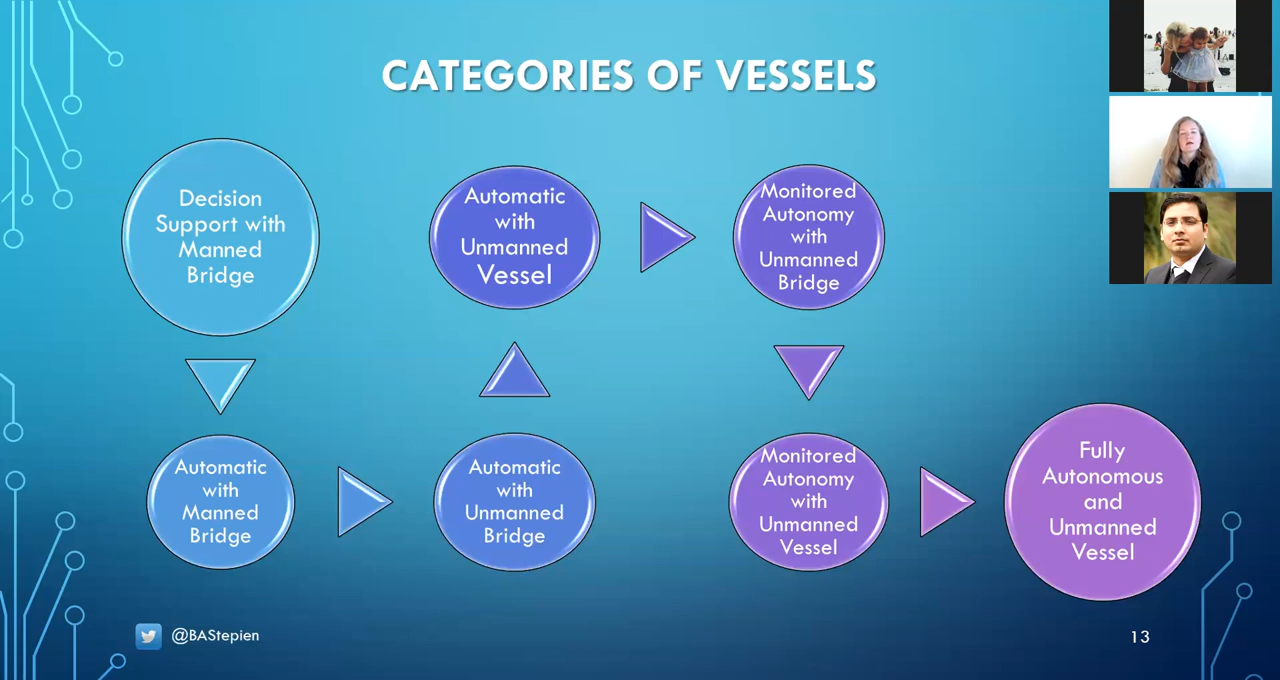 CATEGORIES OF VESSELS
Decision
Support with
Manned
Bridge
Automatic
with
Manned
Bridge
Automatic
with
Unmanned
Bridge
Automatic
with
Unmanned
Vessel
Monitored
Autonomy
with
Unmanned
Bridge
Monitored
Autonomy
with
Unmanned
Vessel
Fully
Autonomous
and
Unmanned
Vessel
@BAStepien
13